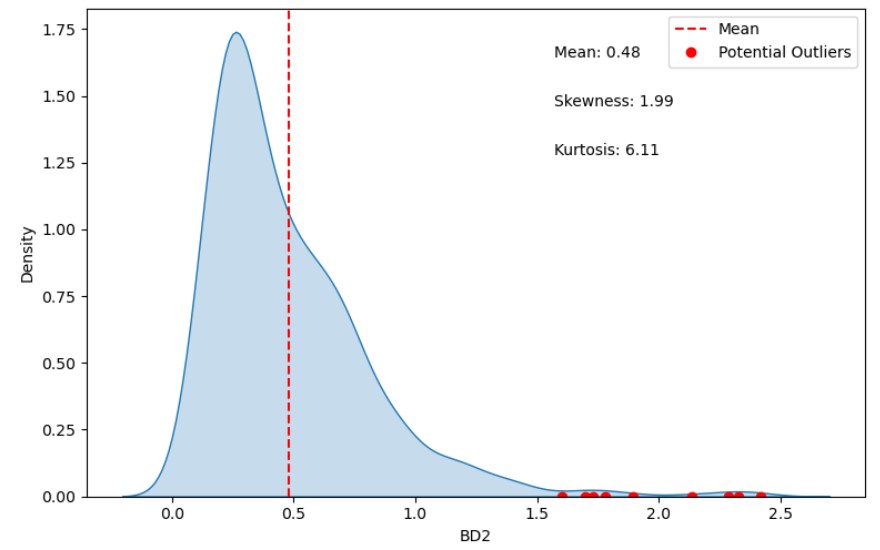 Mean
Potential Outliers
Mean: 0.48
Skewness: 1.99
Kurtosis: 6.11
1.75
1.50
1.25
1.00
0.75
0.50
0.25
0.00
Density
0.0 0.5 1.0 1.5 2.0 2.5
BD2